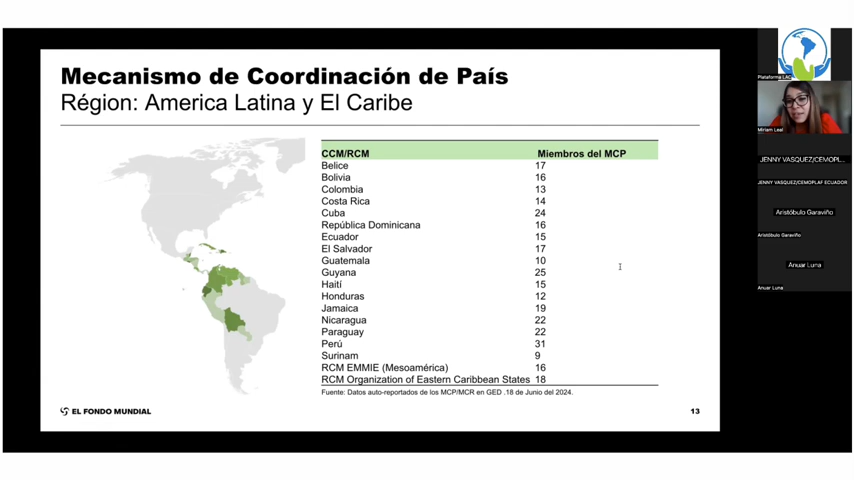 Mecanismo de Coordinación de País
Région: America Latina y El Caribe
CCM/RCM Miembros del MCP
Belice 17
Bolivia 16
Colombia 13
Costa Rica 14
Cuba 24
República Dominicana 16
Ecuador 15
El Salvador 17
Guatemala 10
Guyana 25
Haití 15
Honduras 12
Jamaica 19
Nicaragua 22
Paraguay 22
Perú 31
Surinam 9
RCM EMMIE (Mesoamérica) 16
RCM Organization of Eastern Caribbean States 18
Fuente: Datos auto-reportados de los MCP/MCR en GED .18 de Junio del 2024.
EL FONDO MUNDIAL
13
Plataforma LAC
Miriam Leal
JENNY VASQUEZ/CEMOPL...
JENNY VASQUEZ/CEMOPLAF ECUADOR
Aristóbulo Garaviño
Aristóbulo Garaviño
Anuar Luna
Anuar Luna